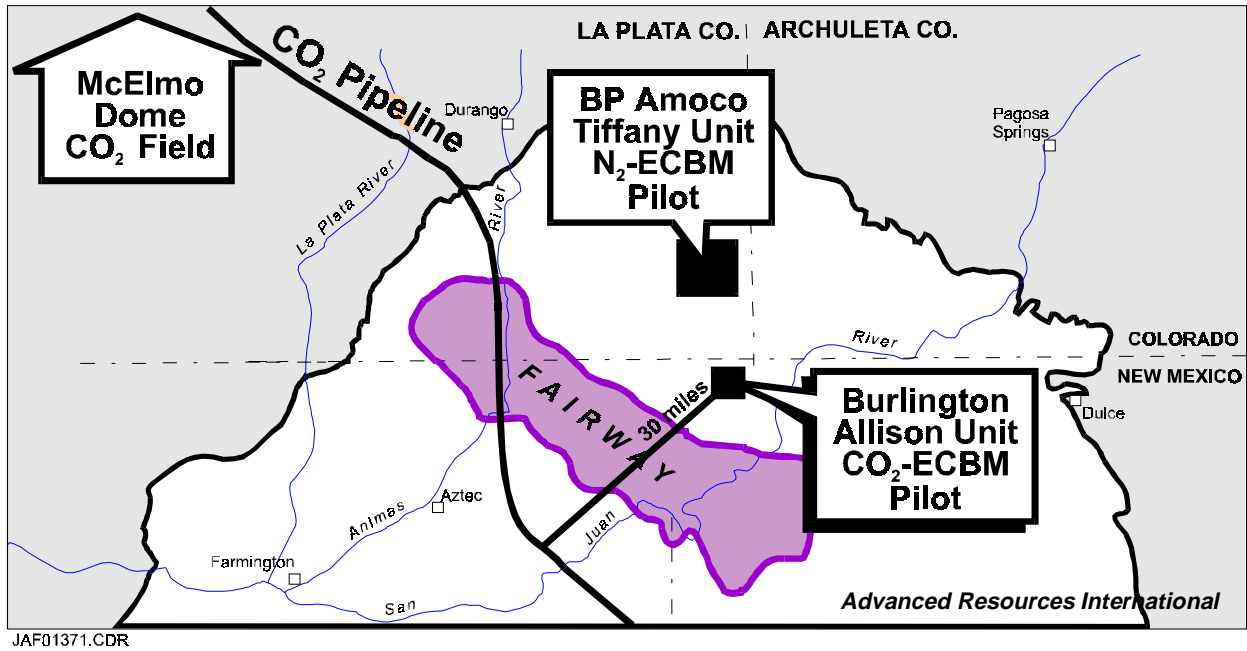 LA PLATA CO. ARCHULETA CO.
McElmo
Dome
CO₂ Field
CO₂ Pipeline
Durango
BP Amoco
Tiffany Unit
N₂-ECBM
Pilot
Pagosa
Springs
La Plata River
River
River
COLORADO
NEW MEXICO
FAIRWAY
30 miles
Burlington
Allison Unit
CO₂-ECBM
Pilot
Dulce
Aztec
Animas
Juan
Farmington
San
Advanced Resources International
JAF01371.CDR